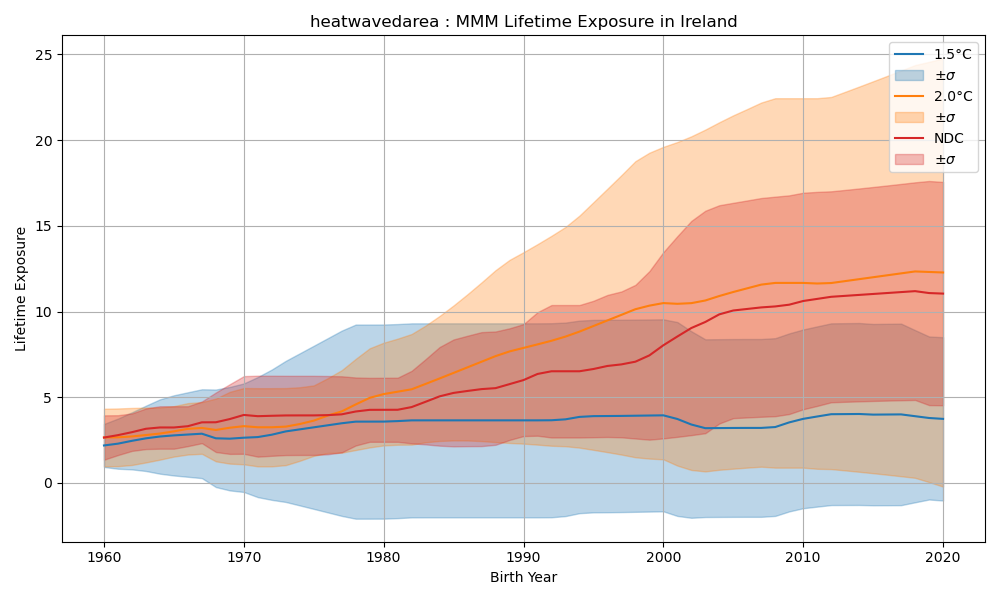 heatwavedarea : MMM Lifetime Exposure in Ireland
Lifetime Exposure
25
20
15
10
5
0
1960 1970 1980 1990 2000 2010 2020
Birth Year
1.5°C
±σ
2.0°C
±σ
NDC
±σ